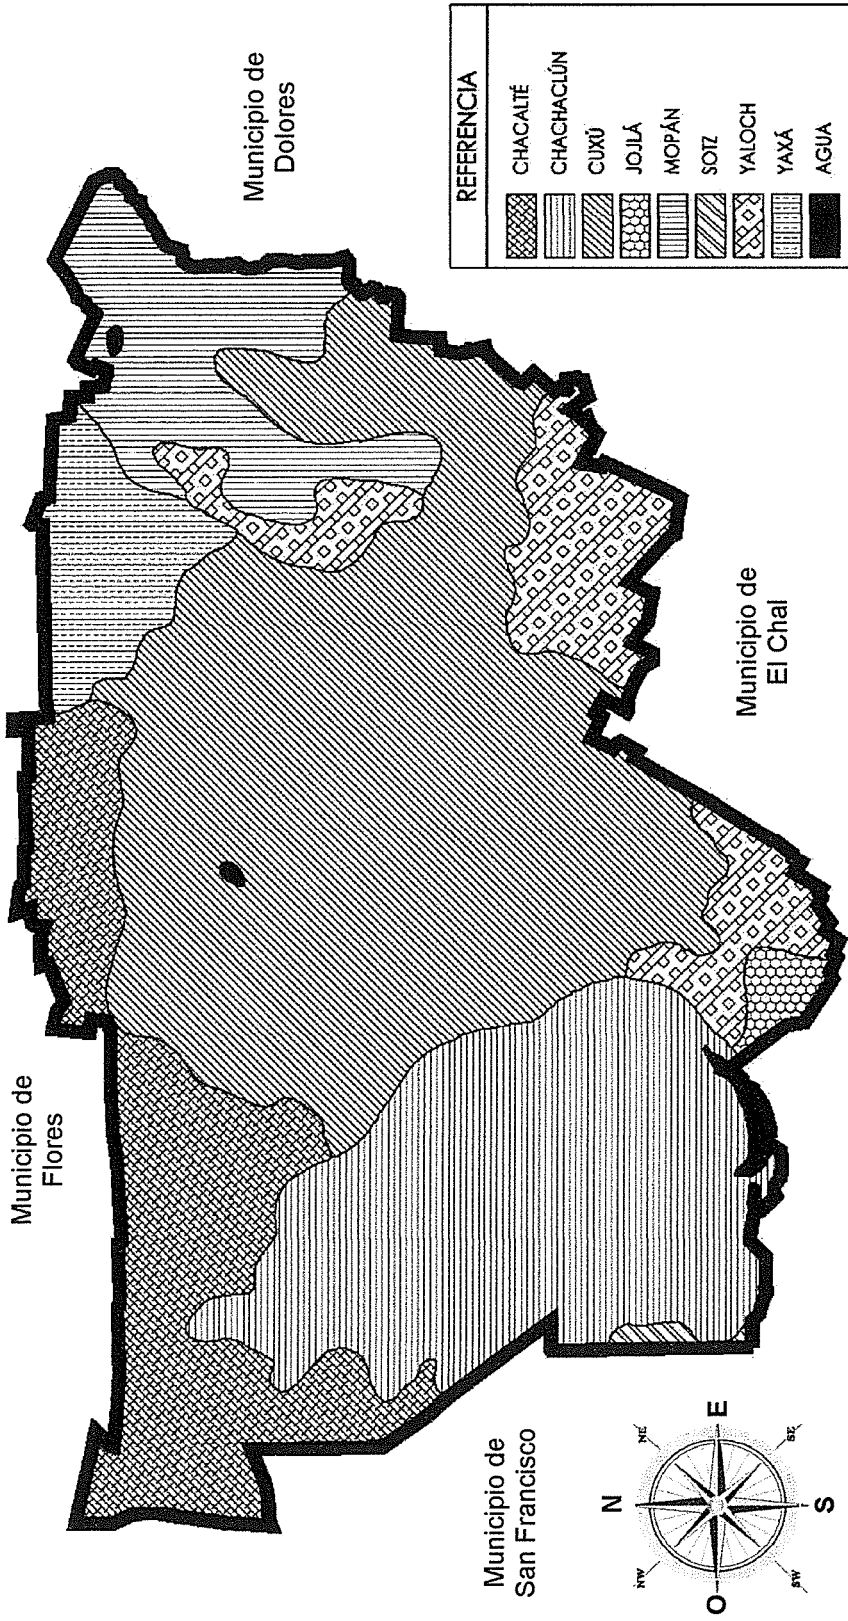 Municipio de
Flores
Municipio de
Dolores
Municipio de
San Francisco
Municipio de
El Chal
N
NE
E
SE
S
SW
O
NW
REFERENCIA
CHACALTÉ
CHACHACLÚN
CUXÚ
JOJLÁ
MOPÁN
SOTZ
YALOCH
YAXÁ
AGUA